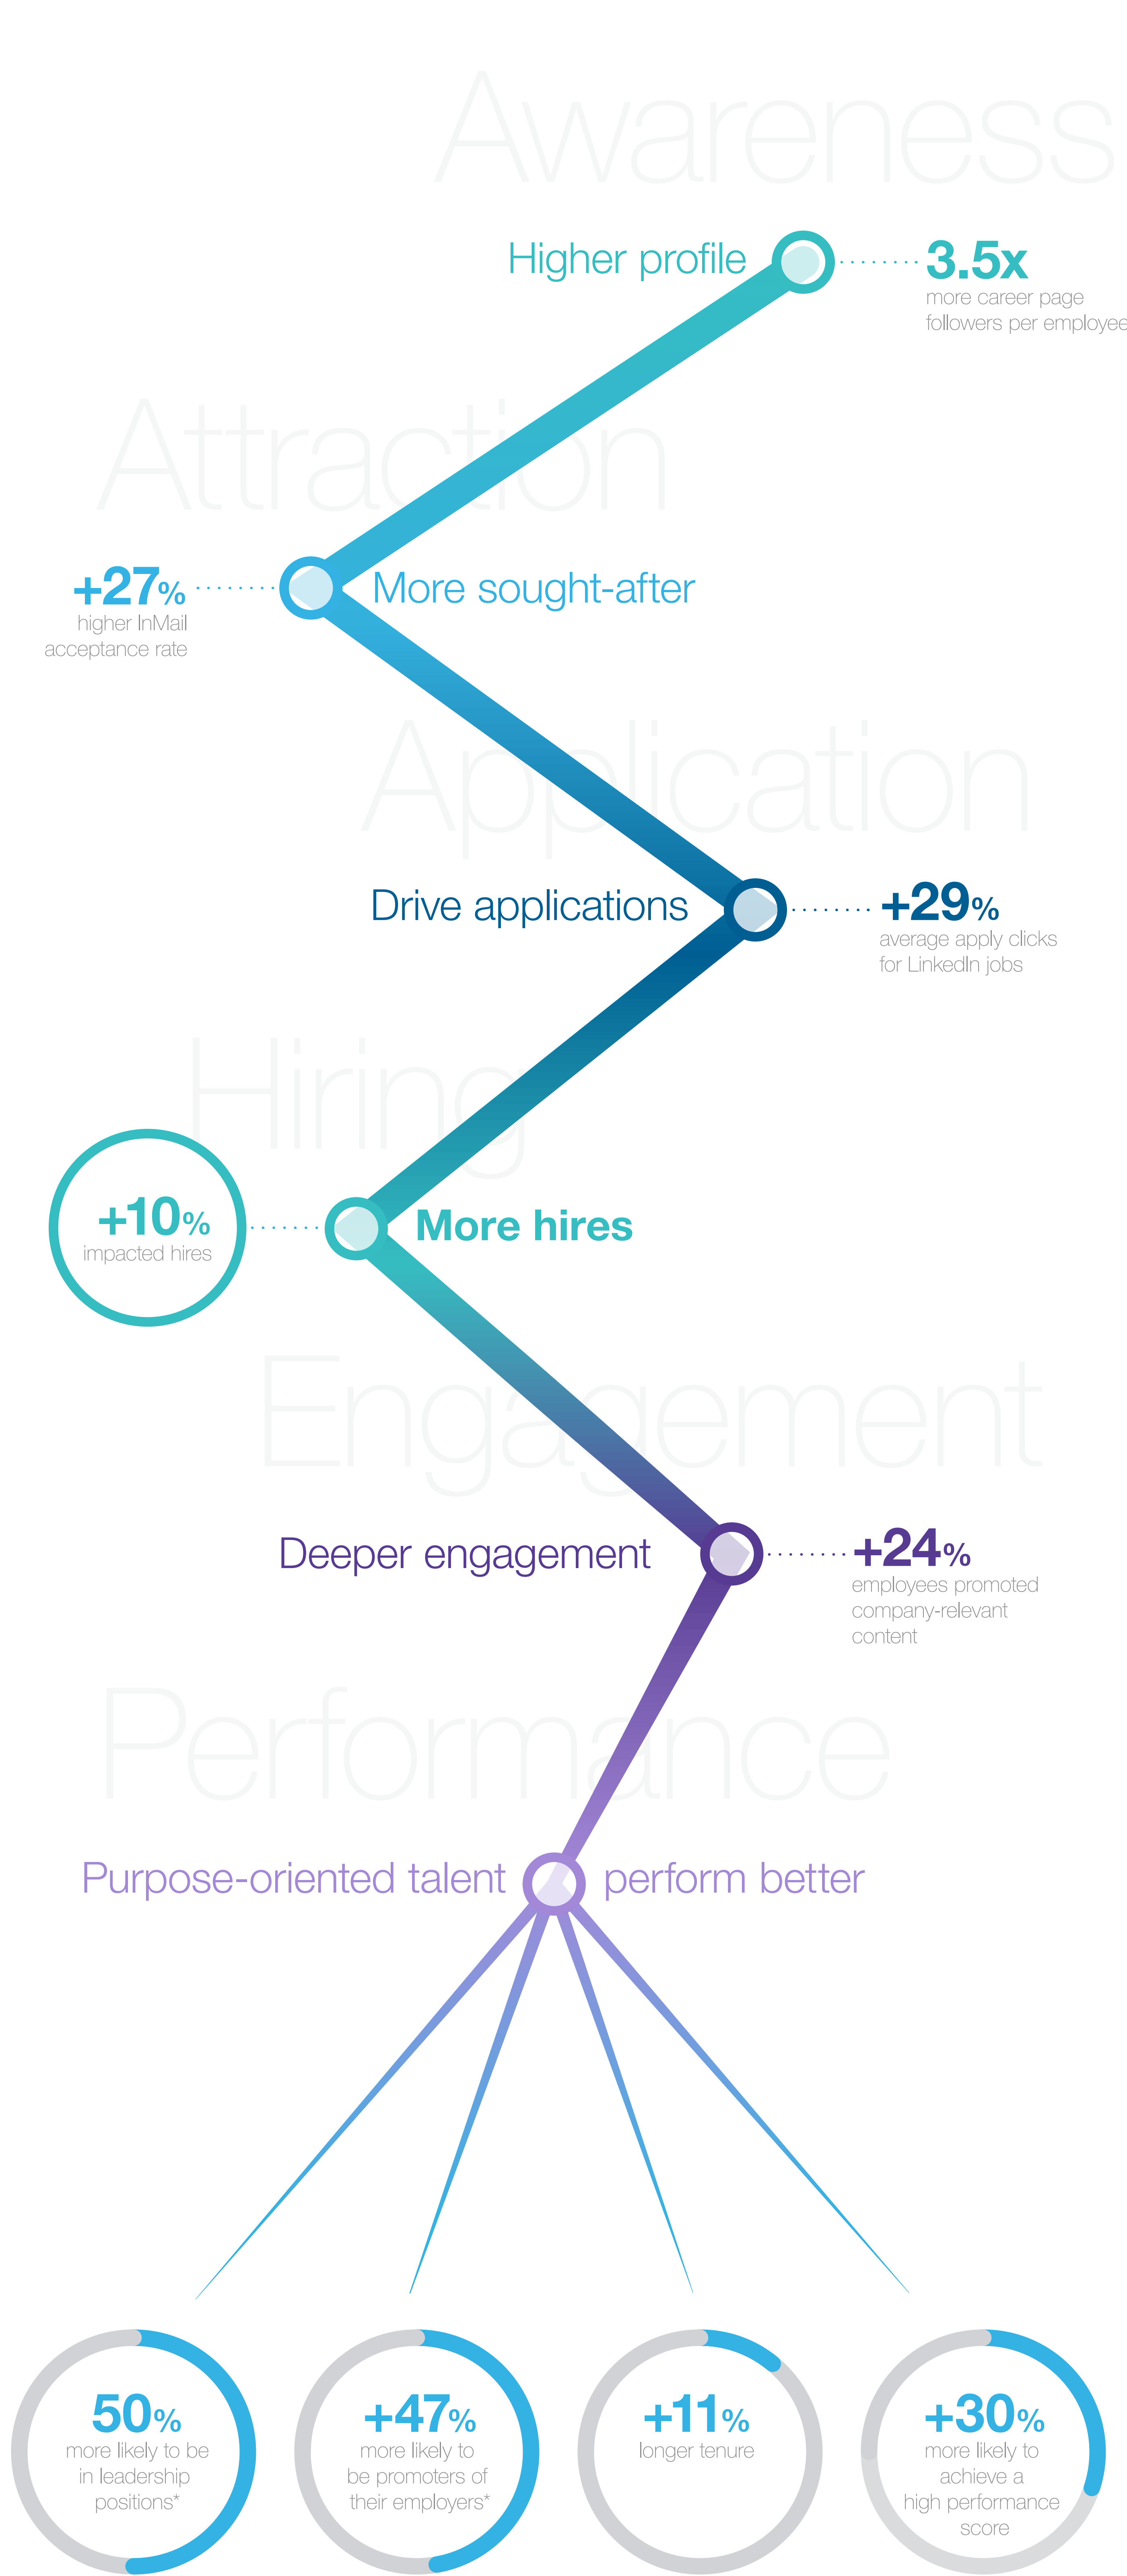 Awareness
Higher profile
3.5x
more career page
followers per employee
Attraction
+27%
higher InMail
acceptance rate
More sought-after
Application
Drive applications
+29%
average apply clicks
for LinkedIn jobs
Hiring
+10%
impacted hires
More hires
Engagement
Deeper engagement
+24%
employees promoted
company-relevant
content
Performance
Purpose-oriented talent perform better
50%
more likely to be
in leadership
positions*
+47%
more likely to
be promoters of
their employers*
+11%
longer tenure
+30%
more likely to
achieve a
high performance
score